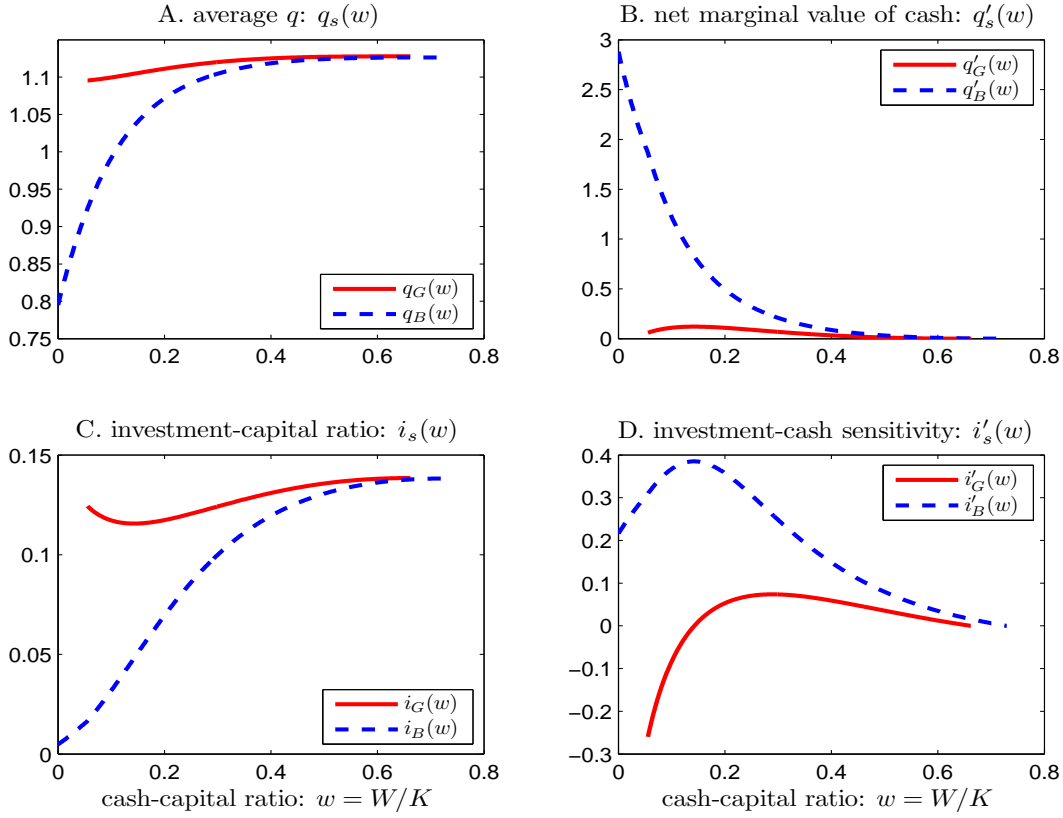 A. average q: q_s(w)
1.1
1.05
1
0.95
0.9
0.85
0.8
0.75
0 0.2 0.4 0.6 0.8
q_G(w)
q_B(w)
B. net marginal value of cash: q′_s(w)
3
2.5
2
1.5
1
0.5
0
0 0.2 0.4 0.6 0.8
q′_G(w)
q′_B(w)
C. investment-capital ratio: i_s(w)
0.15
0.1
0.05
0
0 0.2 0.4 0.6 0.8
i_G(w)
i_B(w)
cash-capital ratio: w = W/K
D. investment-cash sensitivity: i′_s(w)
0.4
0.3
0.2
0.1
0
−0.1
−0.2
−0.3
0 0.2 0.4 0.6 0.8
i′_G(w)
i′_B(w)
cash-capital ratio: w = W/K